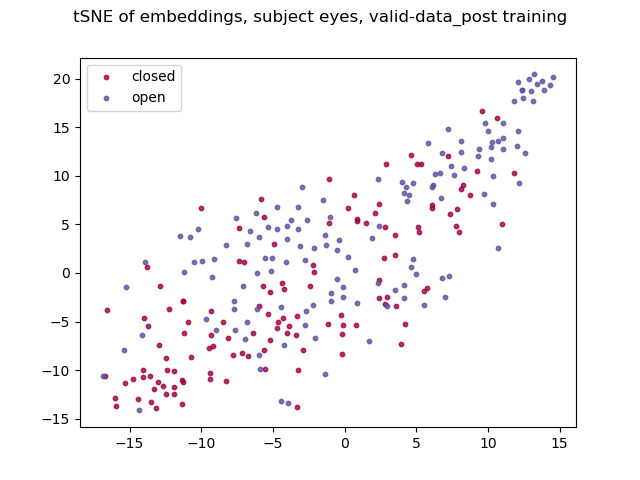 tSNE of embeddings, subject eyes, valid-data_post training
closed
open
20
15
10
5
0
−5
−10
−15
−15 −10 −5 0 5 10 15